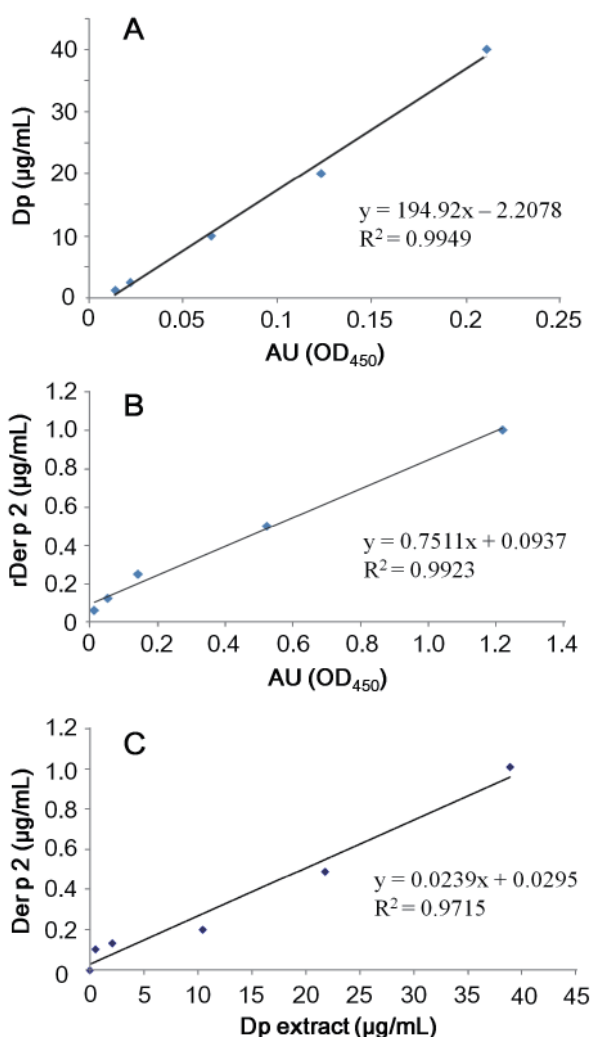 A
Dp (µg/mL)
40
30
20
10
0
0 0.05 0.1 0.15 0.2 0.25
y = 194.92x – 2.2078
R² = 0.9949
AU (OD₄₅₀)
B
rDer p 2 (µg/mL)
1.2
1.0
0.8
0.6
0.4
0.2
0
0 0.2 0.4 0.6 0.8 1.0 1.2 1.4
y = 0.7511x + 0.0937
R² = 0.9923
AU (OD₄₅₀)
C
Der p 2 (µg/mL)
1.2
1.0
0.8
0.6
0.4
0.2
0
0 5 10 15 20 25 30 35 40 45
y = 0.0239x + 0.0295
R² = 0.9715
Dp extract (µg/mL)